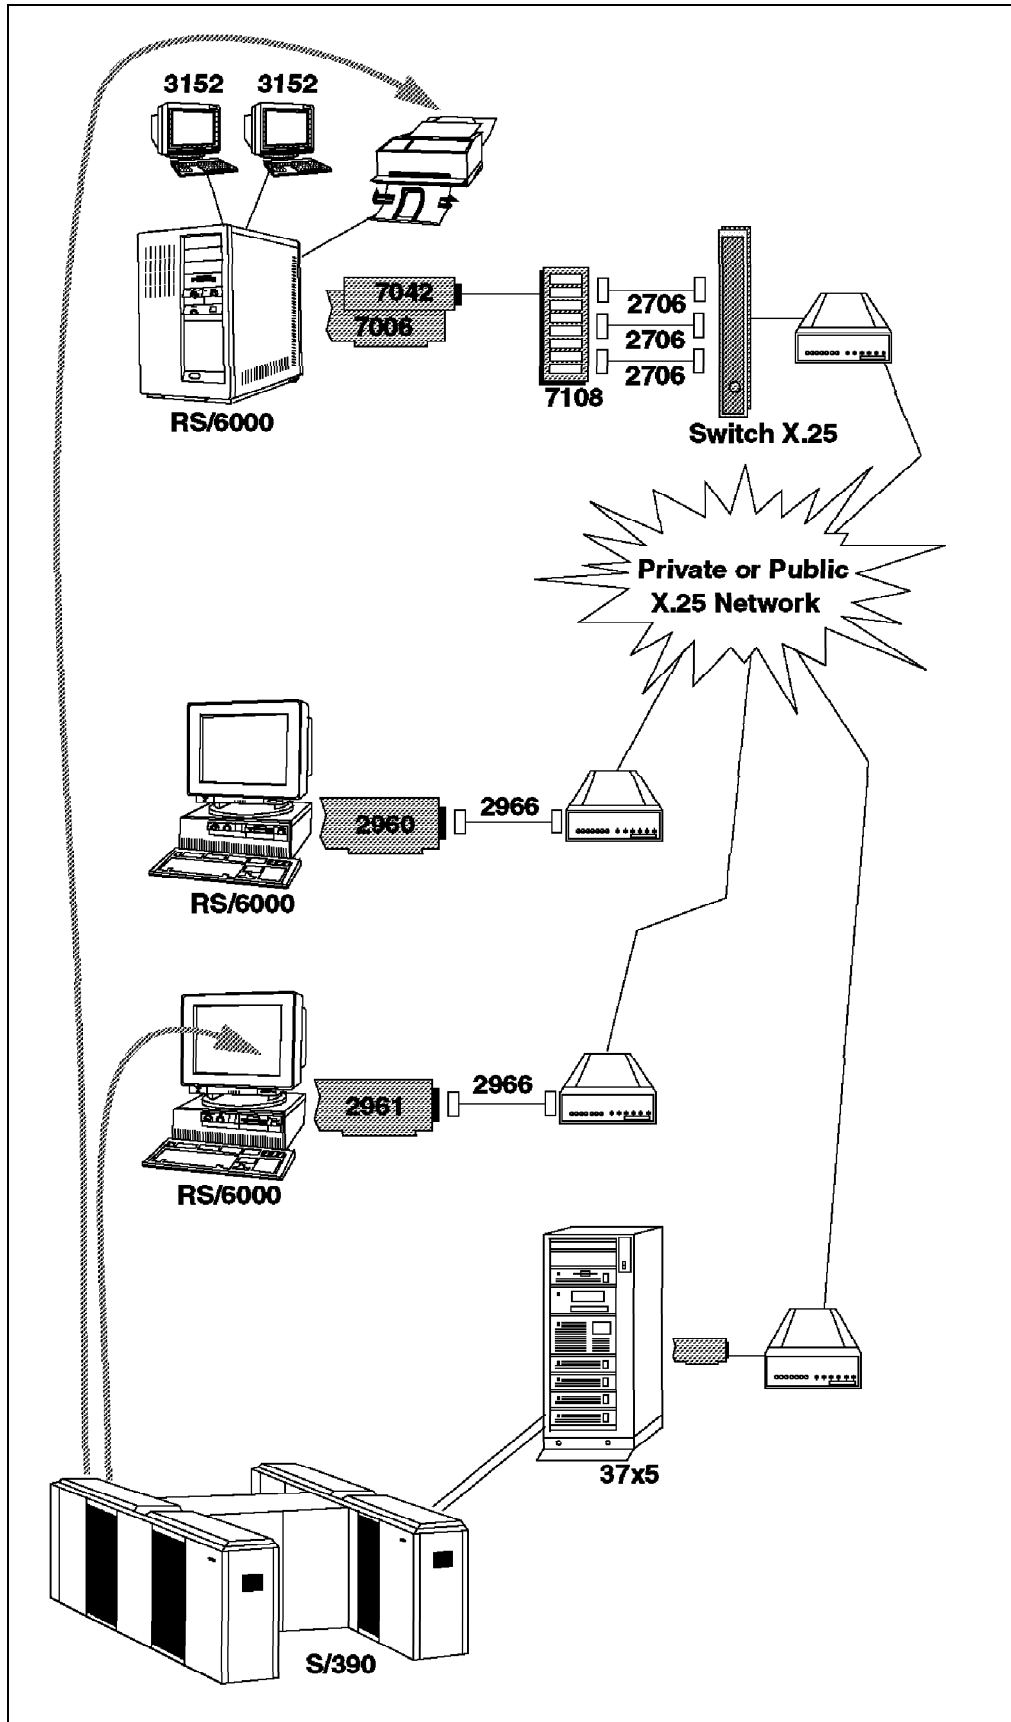 3152
3152
7042
7006
2706
2706
2706
7108
RS/6000
Switch X.25
Private or Public
X.25 Network
2960
2966
RS/6000
2961
2966
RS/6000
37x5
S/390